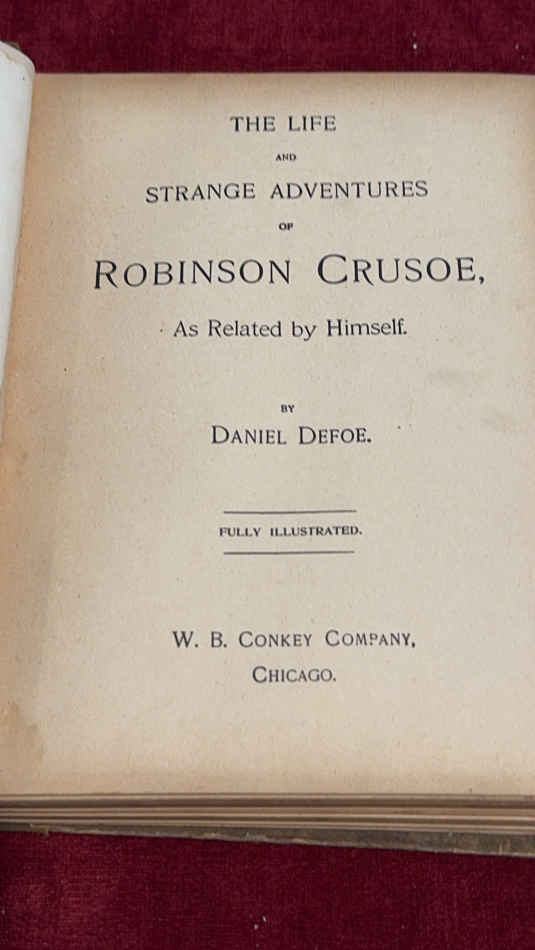 THE LIFE
AND
STRANGE ADVENTURES
OF
ROBINSON CRUSOE,
As Related by Himself.
BY
DANIEL DEFOE.
FULLY ILLUSTRATED.
W. B. CONKEY COMPANY,
CHICAGO.